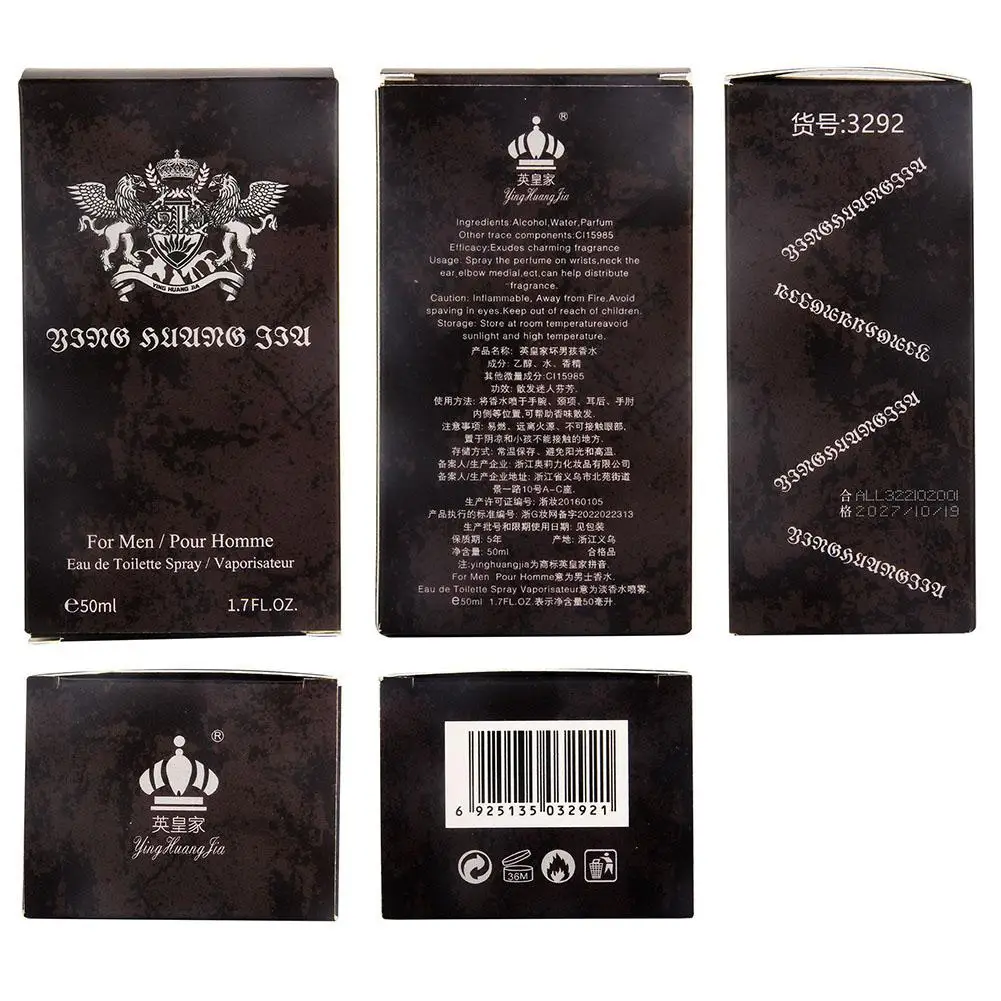 YING HUANG JIA
YING HUANG JIA
For Men / Pour Homme
Eau de Toilette Spray / Vaporisateur
℮50ml 1.7FL.OZ.
®
英皇家
YingHuangJia
Ingredients:Alcohol,Water,Parfum
Other trace components:CI15985
Efficacy:Exudes charming fragrance
Usage: Spray the perfume on wrists,neck the
ear,elbow medial,ect,can help distribute
fragrance.
Caution: Inflammable, Away from Fire.Avoid
spaving in eyes.Keep out of reach of children.
Storage: Store at room temperatureavoid
sunlight and high temperature.
产品名称: 英皇家坏男孩香水
成分: 乙醇、水、香精
其他微量成分:CI15985
功效: 散发迷人芬芳。
使用方法: 将香水喷于手腕、颈项、耳后、手肘
内侧等位置,可帮助香味散发.
注意事项: 易燃、远离火源、不可接触眼部.
置于阴凉和小孩不能接触的地方.
存储方式: 常温保存、避免阳光和高温.
备案人/生产企业: 浙江奥莉力化妆品有限公司
备案人/生产企业地址: 浙江省义乌市北苑街道
景一路10号A-C座.
生产许可证编号: 浙妆20160105
产品执行的标准编号: 浙G妆网备字2022022313
生产批号和限期使用日期: 见包装
保质期: 5年 产地: 浙江义乌
净含量: 50ml 合格品
注:yinghuangjia为商标英皇家拼音.
For Men Pour Homme意为男士香水.
Eau de Toilette Spray Vaporisateur意为淡香水喷雾.
℮50ml 1.7FL.OZ.表示净含量50毫升.
货号:3292
YINGHUANGJIA
YINGHUANGJIA
YINGHUANGJIA
合 ALL322102001
格 2027/10/19
YINGHUANGJIA
®
英皇家
YingHuangJia
6 925135 032921
36M